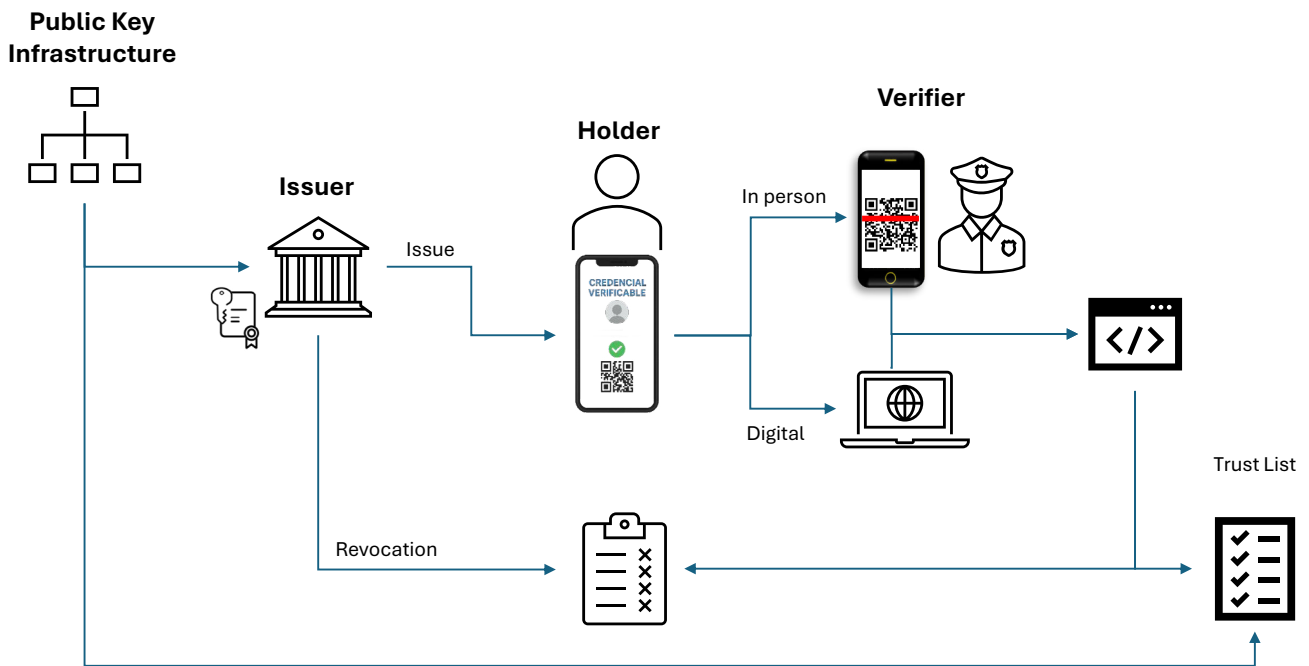 Public Key
Infrastructure
Verifier
Holder
Issuer
In person
Issue
CREDENCIAL
VERIFICABLE
</>
Digital
Trust List
Revocation